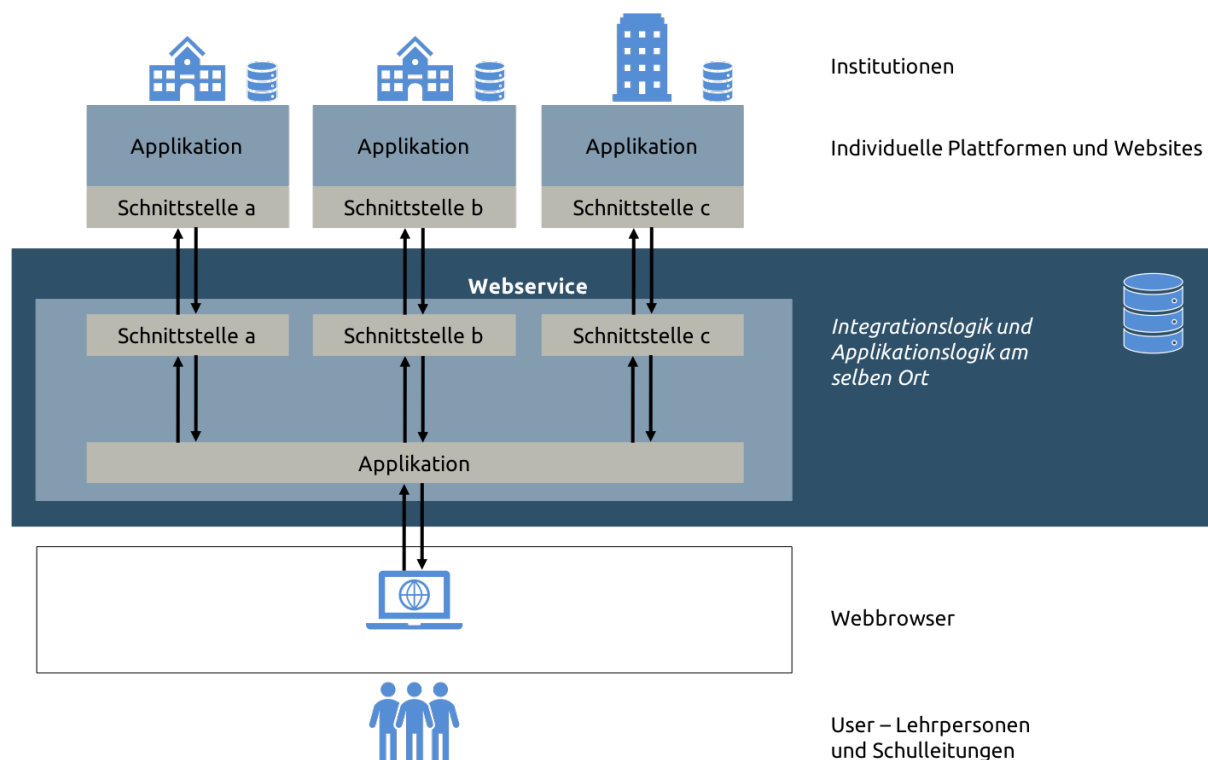 Institutionen
Applikation
Applikation
Applikation
Individuelle Plattformen und Websites
Schnittstelle a
Schnittstelle b
Schnittstelle c
Webservice
Schnittstelle a
Schnittstelle b
Schnittstelle c
Integrationslogik und
Applikationslogik am
selben Ort
Applikation
Webbrowser
User – Lehrpersonen
und Schulleitungen